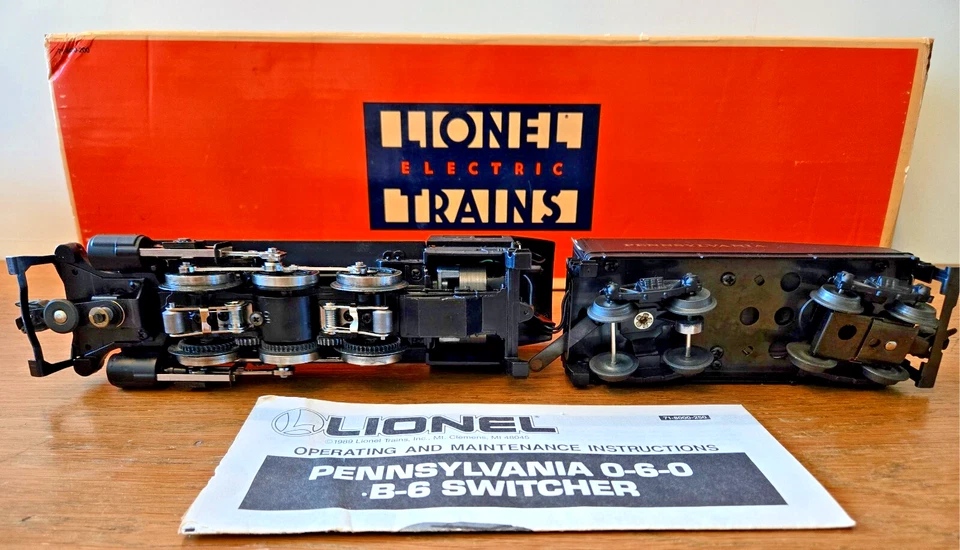 LIONEL
ELECTRIC
TRAINS
PENNSYLVANIA
LIONEL
71-8000-250
©1989 Lionel Trains, Inc., Mt. Clemens, MI 48045
OPERATING AND MAINTENANCE INSTRUCTIONS
PENNSYLVANIA 0-6-0
B-6 SWITCHER